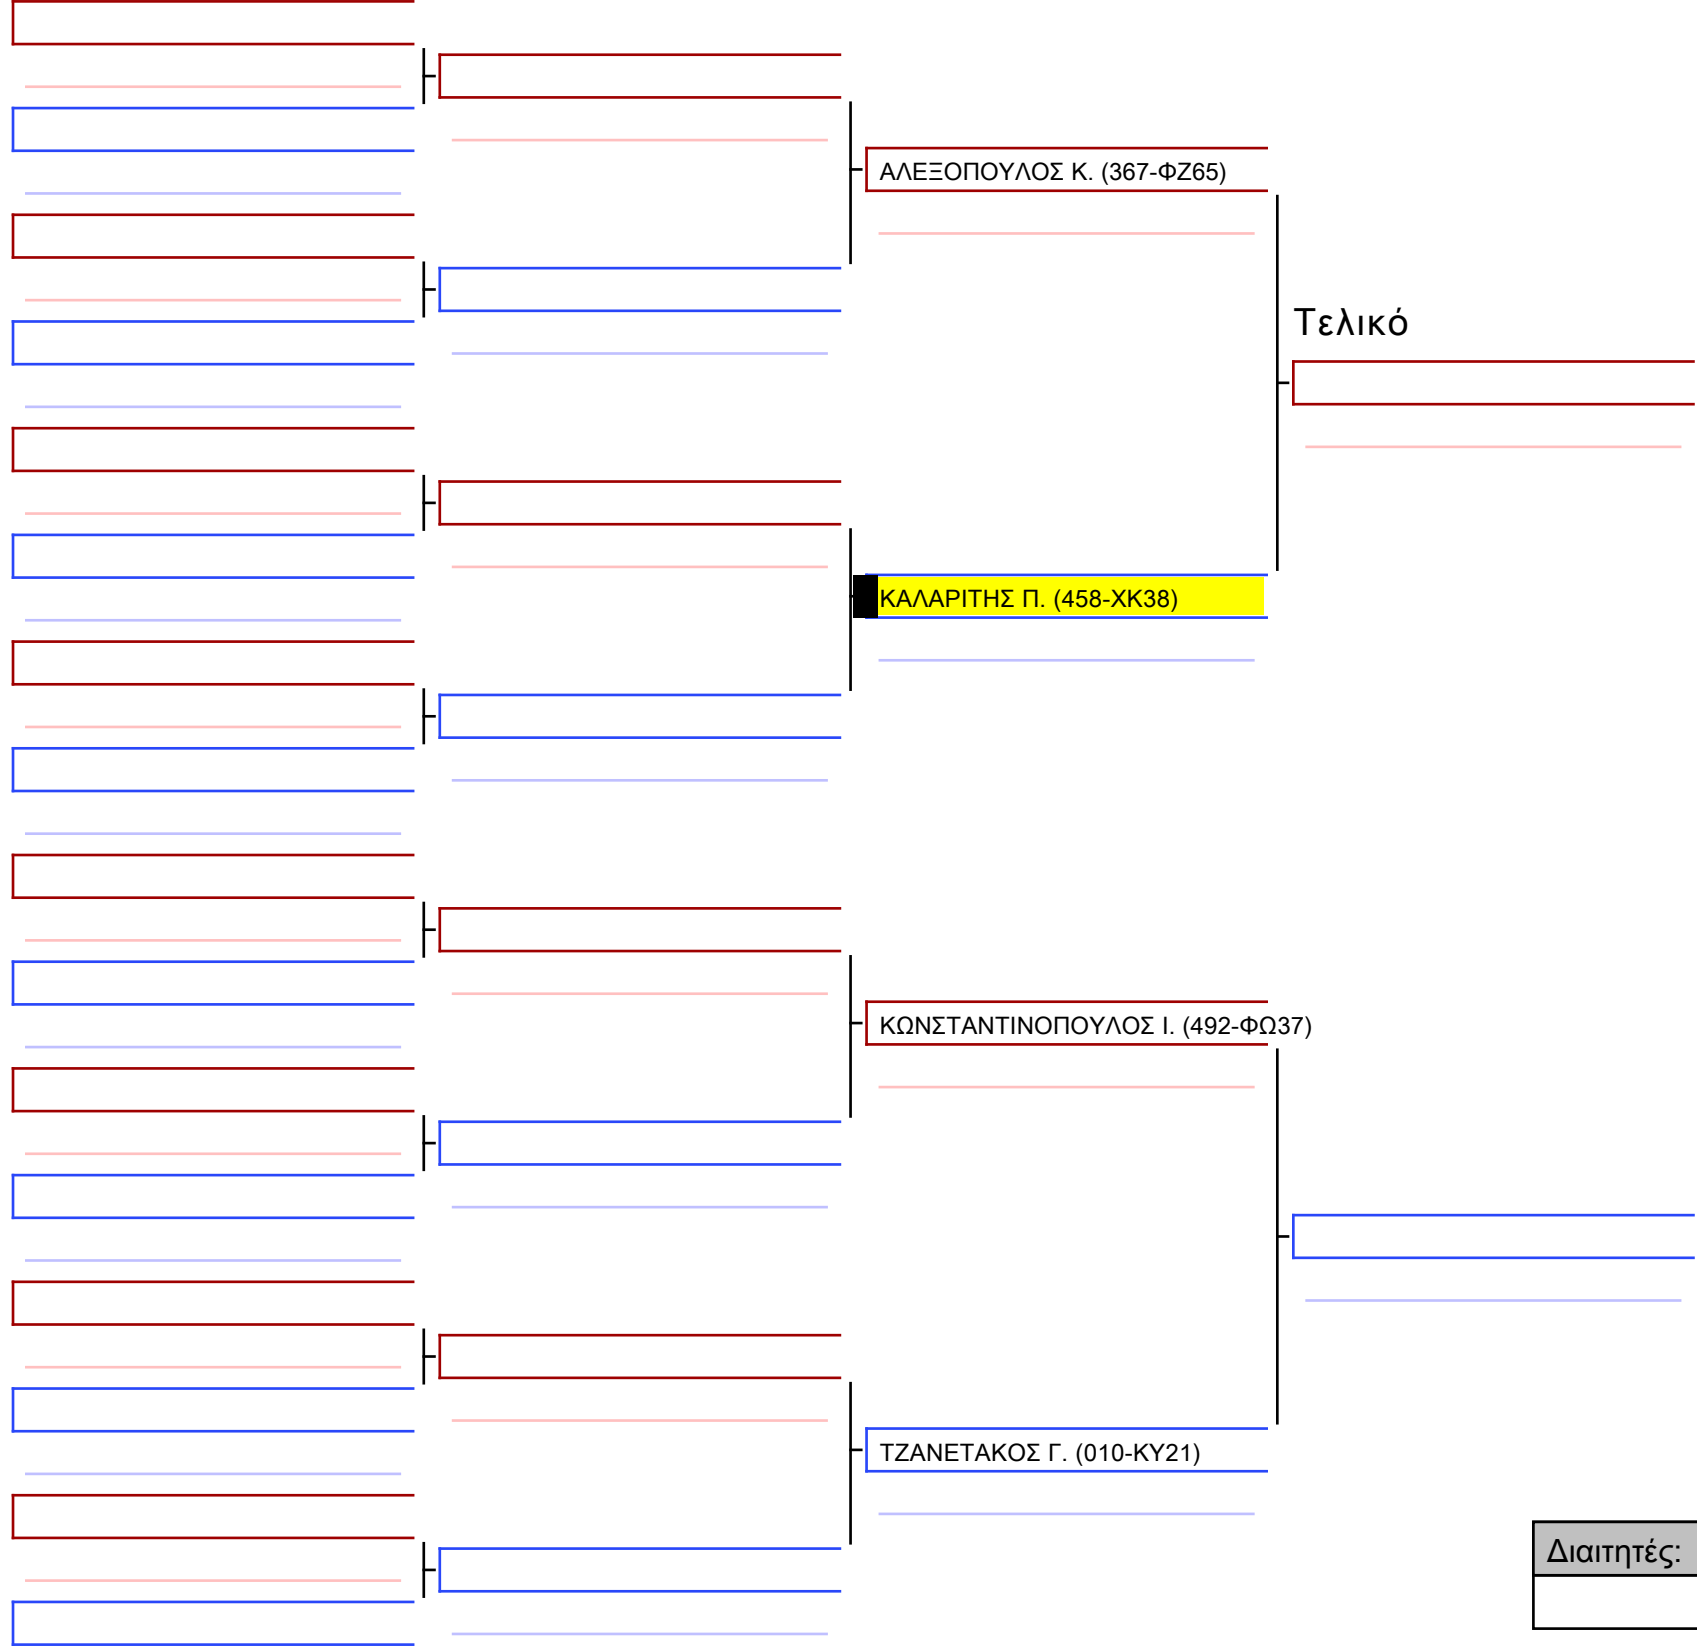 ΑΛΕΞΟΠΟΥΛΟΣ Κ. (367-ΦΖ65)
Τελικό
ΚΑΛΑΡΙΤΗΣ Π. (458-ΧΚ38)
ΚΩΝΣΤΑΝΤΙΝΟΠΟΥΛΟΣ Ι. (492-ΦΩ37)
ΤΖΑΝΕΤΑΚΟΣ Γ. (010-ΚΥ21)
Διαιτητές: